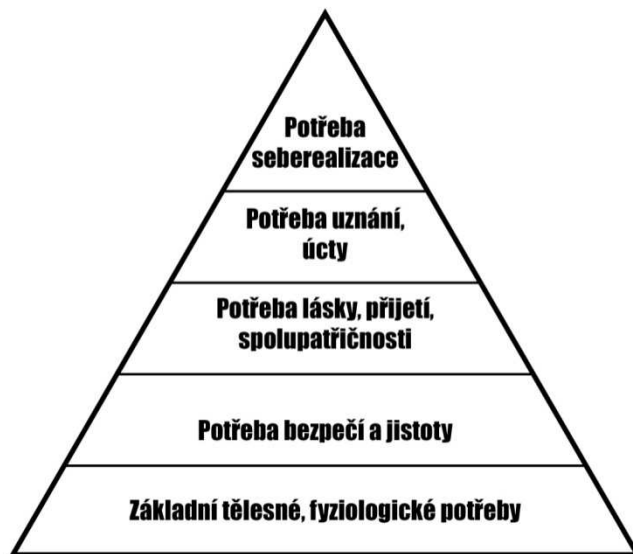 Potřeba
seberealizace
Potřeba uznání,
úcty
Potřeba lásky, přijetí,
spolupatřičnosti
Potřeba bezpečí a jistoty
Základní tělesné, fyziologické potřeby